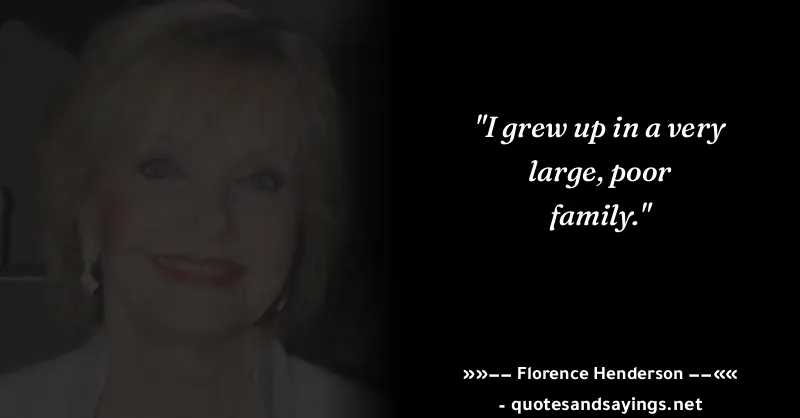 "I grew up in a very
large, poor
family."
»»−− Florence Henderson −−««
- quotesandsayings.net